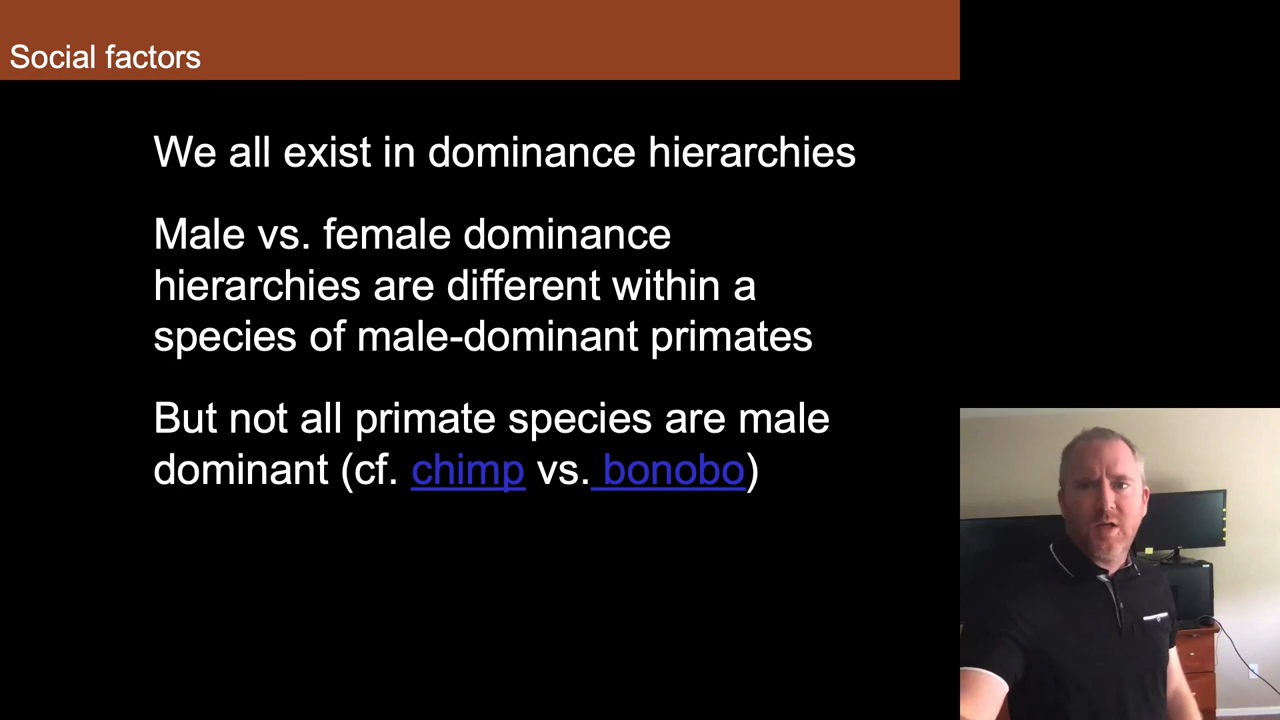 Social factors
We all exist in dominance hierarchies
Male vs. female dominance
hierarchies are different within a
species of male-dominant primates
But not all primate species are male
dominant (cf. chimp vs. bonobo)